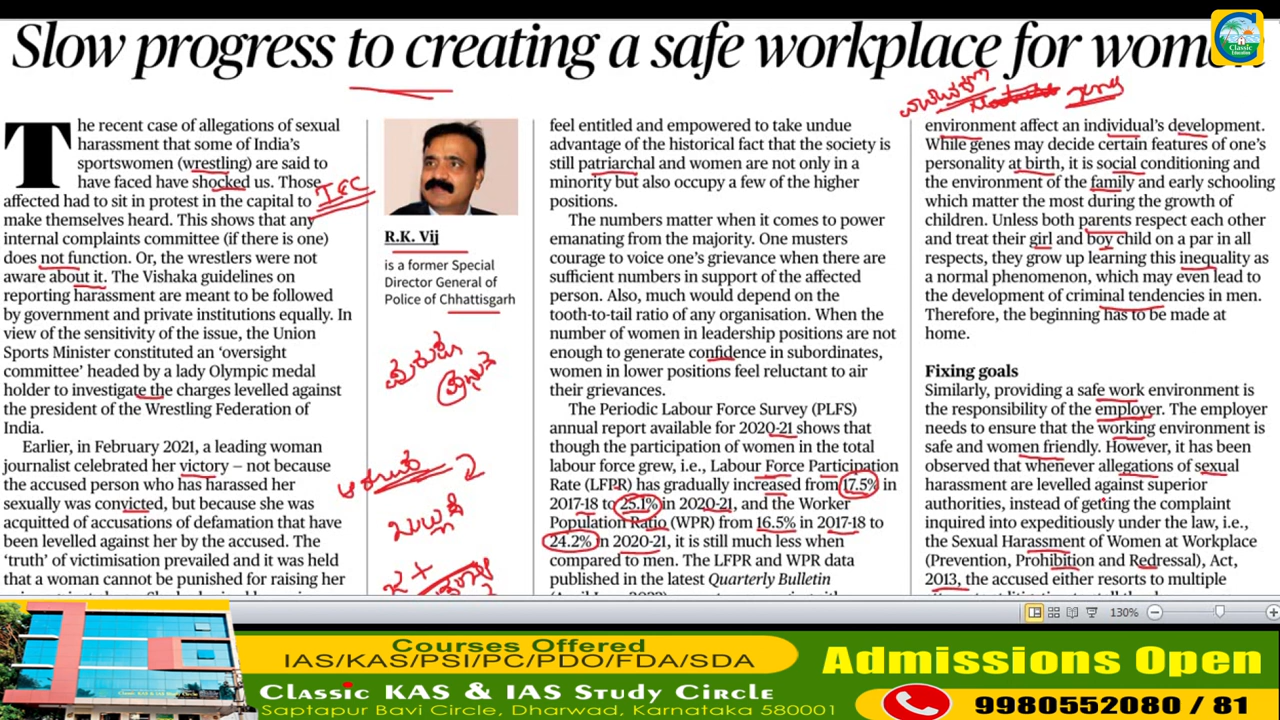 Slow progress to creating a safe workplace for women
Classic
Education
The recent case of allegations of sexual
harassment that some of India's
sportswomen (wrestling) are said to
have faced have shocked us. Those
affected had to sit in protest in the capital to
make themselves heard. This shows that any
internal complaints committee (if there is one)
does not function. Or, the wrestlers were not
aware about it. The Vishaka guidelines on
reporting harassment are meant to be followed
by government and private institutions equally. In
view of the sensitivity of the issue, the Union
Sports Minister constituted an 'oversight
committee' headed by a lady Olympic medal
holder to investigate the charges levelled against
the president of the Wrestling Federation of
India.
Earlier, in February 2021, a leading woman
journalist celebrated her victory – not because
the accused person who has harassed her
sexually was convicted, but because she was
acquitted of accusations of defamation that have
been levelled against her by the accused. The
'truth' of victimisation prevailed and it was held
that a woman cannot be punished for raising her
R.K. Vij
is a former Special
Director General of
Police of Chhattisgarh
feel entitled and empowered to take undue
advantage of the historical fact that the society is
still patriarchal and women are not only in a
minority but also occupy a few of the higher
positions.
The numbers matter when it comes to power
emanating from the majority. One musters
courage to voice one's grievance when there are
sufficient numbers in support of the affected
person. Also, much would depend on the
tooth-to-tail ratio of any organisation. When the
number of women in leadership positions are not
enough to generate confidence in subordinates,
women in lower positions feel reluctant to air
their grievances.
The Periodic Labour Force Survey (PLFS)
annual report available for 2020-21 shows that
though the participation of women in the total
labour force grew, i.e., Labour Force Participation
Rate (LFPR) has gradually increased from 17.5% in
2017-18 to 25.1% in 2020-21, and the Worker
Population Ratio (WPR) from 16.5% in 2017-18 to
24.2% in 2020-21, it is still much less when
compared to men. The LFPR and WPR data
published in the latest Quarterly Bulletin
environment affect an individual's development.
While genes may decide certain features of one's
personality at birth, it is social conditioning and
the environment of the family and early schooling
which matter the most during the growth of
children. Unless both parents respect each other
and treat their girl and boy child on a par in all
respects, they grow up learning this inequality as
a normal phenomenon, which may even lead to
the development of criminal tendencies in men.
Therefore, the beginning has to be made at
home.
Fixing goals
Similarly, providing a safe work environment is
the responsibility of the employer. The employer
needs to ensure that the working environment is
safe and women friendly. However, it has been
observed that whenever allegations of sexual
harassment are levelled against superior
authorities, instead of getting the complaint
inquired into expeditiously under the law, i.e.,
the Sexual Harassment of Women at Workplace
(Prevention, Prohibition and Redressal), Act,
2013, the accused either resorts to multiple
130%
Courses Offered
IAS/KAS/PSI/PC/PDO/FDA/SDA
Classic KAS & IAS Study Circle
Saptapur Bavi Circle, Dharwad, Karnataka 580001
Admissions Open
9980552080 / 81